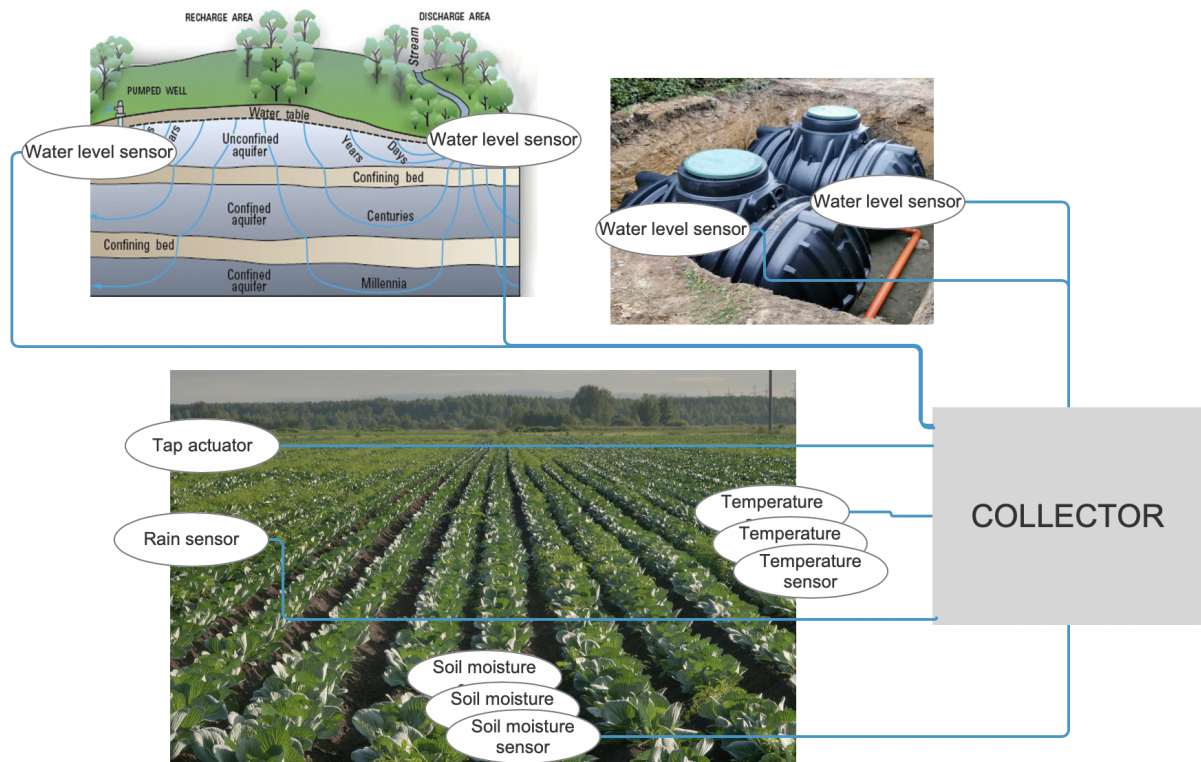 RECHARGE AREA
DISCHARGE AREA
Stream
PUMPED WELL
Water table
Water level sensor
Unconfined
aquifer
Years
Days
Water level sensor
Confining bed
Confined
aquifer
Centuries
Confining bed
Confined
aquifer
Millennia
Water level sensor
Water level sensor
Tap actuator
Rain sensor
Temperature
Temperature
Temperature
sensor
COLLECTOR
Soil moisture
Soil moisture
Soil moisture
sensor